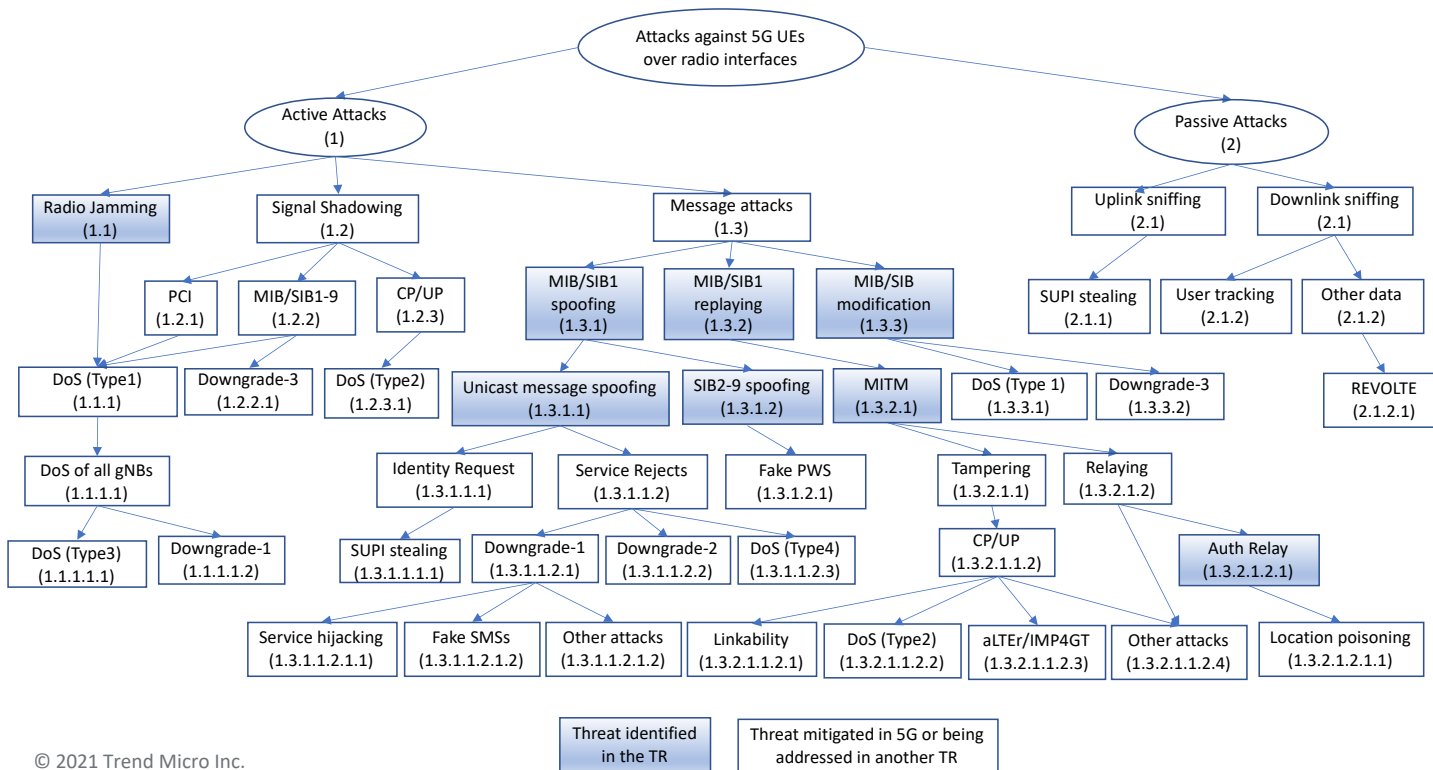 Attacks against 5G UEs
over radio interfaces
Active Attacks
(1)
Passive Attacks
(2)
Radio Jamming
(1.1)
Signal Shadowing
(1.2)
Message attacks
(1.3)
Uplink sniffing
(2.1)
Downlink sniffing
(2.1)
PCI
(1.2.1)
MIB/SIB1-9
(1.2.2)
CP/UP
(1.2.3)
MIB/SIB1
spoofing
(1.3.1)
MIB/SIB1
replaying
(1.3.2)
MIB/SIB
modification
(1.3.3)
SUPI stealing
(2.1.1)
User tracking
(2.1.2)
Other data
(2.1.2)
DoS (Type1)
(1.1.1)
Downgrade-3
(1.2.2.1)
DoS (Type2)
(1.2.3.1)
Unicast message spoofing
(1.3.1.1)
SIB2-9 spoofing
(1.3.1.2)
MITM
(1.3.2.1)
DoS (Type 1)
(1.3.3.1)
Downgrade-3
(1.3.3.2)
REVOLTE
(2.1.2.1)
DoS of all gNBs
(1.1.1.1)
Identity Request
(1.3.1.1.1)
Service Rejects
(1.3.1.1.2)
Fake PWS
(1.3.1.2.1)
Tampering
(1.3.2.1.1)
Relaying
(1.3.2.1.2)
DoS (Type3)
(1.1.1.1.1)
Downgrade-1
(1.1.1.1.2)
SUPI stealing
(1.3.1.1.1.1)
Downgrade-1
(1.3.1.1.2.1)
Downgrade-2
(1.3.1.1.2.2)
DoS (Type4)
(1.3.1.1.2.3)
CP/UP
(1.3.2.1.1.2)
Auth Relay
(1.3.2.1.2.1)
Service hijacking
(1.3.1.1.2.1.1)
Fake SMSs
(1.3.1.1.2.1.2)
Other attacks
(1.3.1.1.2.1.2)
Linkability
(1.3.2.1.1.2.1)
DoS (Type2)
(1.3.2.1.1.2.2)
aLTEr/IMP4GT
(1.3.2.1.1.2.3)
Other attacks
(1.3.2.1.1.2.4)
Location poisoning
(1.3.2.1.2.1.1)
Threat identified
in the TR
Threat mitigated in 5G or being
addressed in another TR
© 2021 Trend Micro Inc.